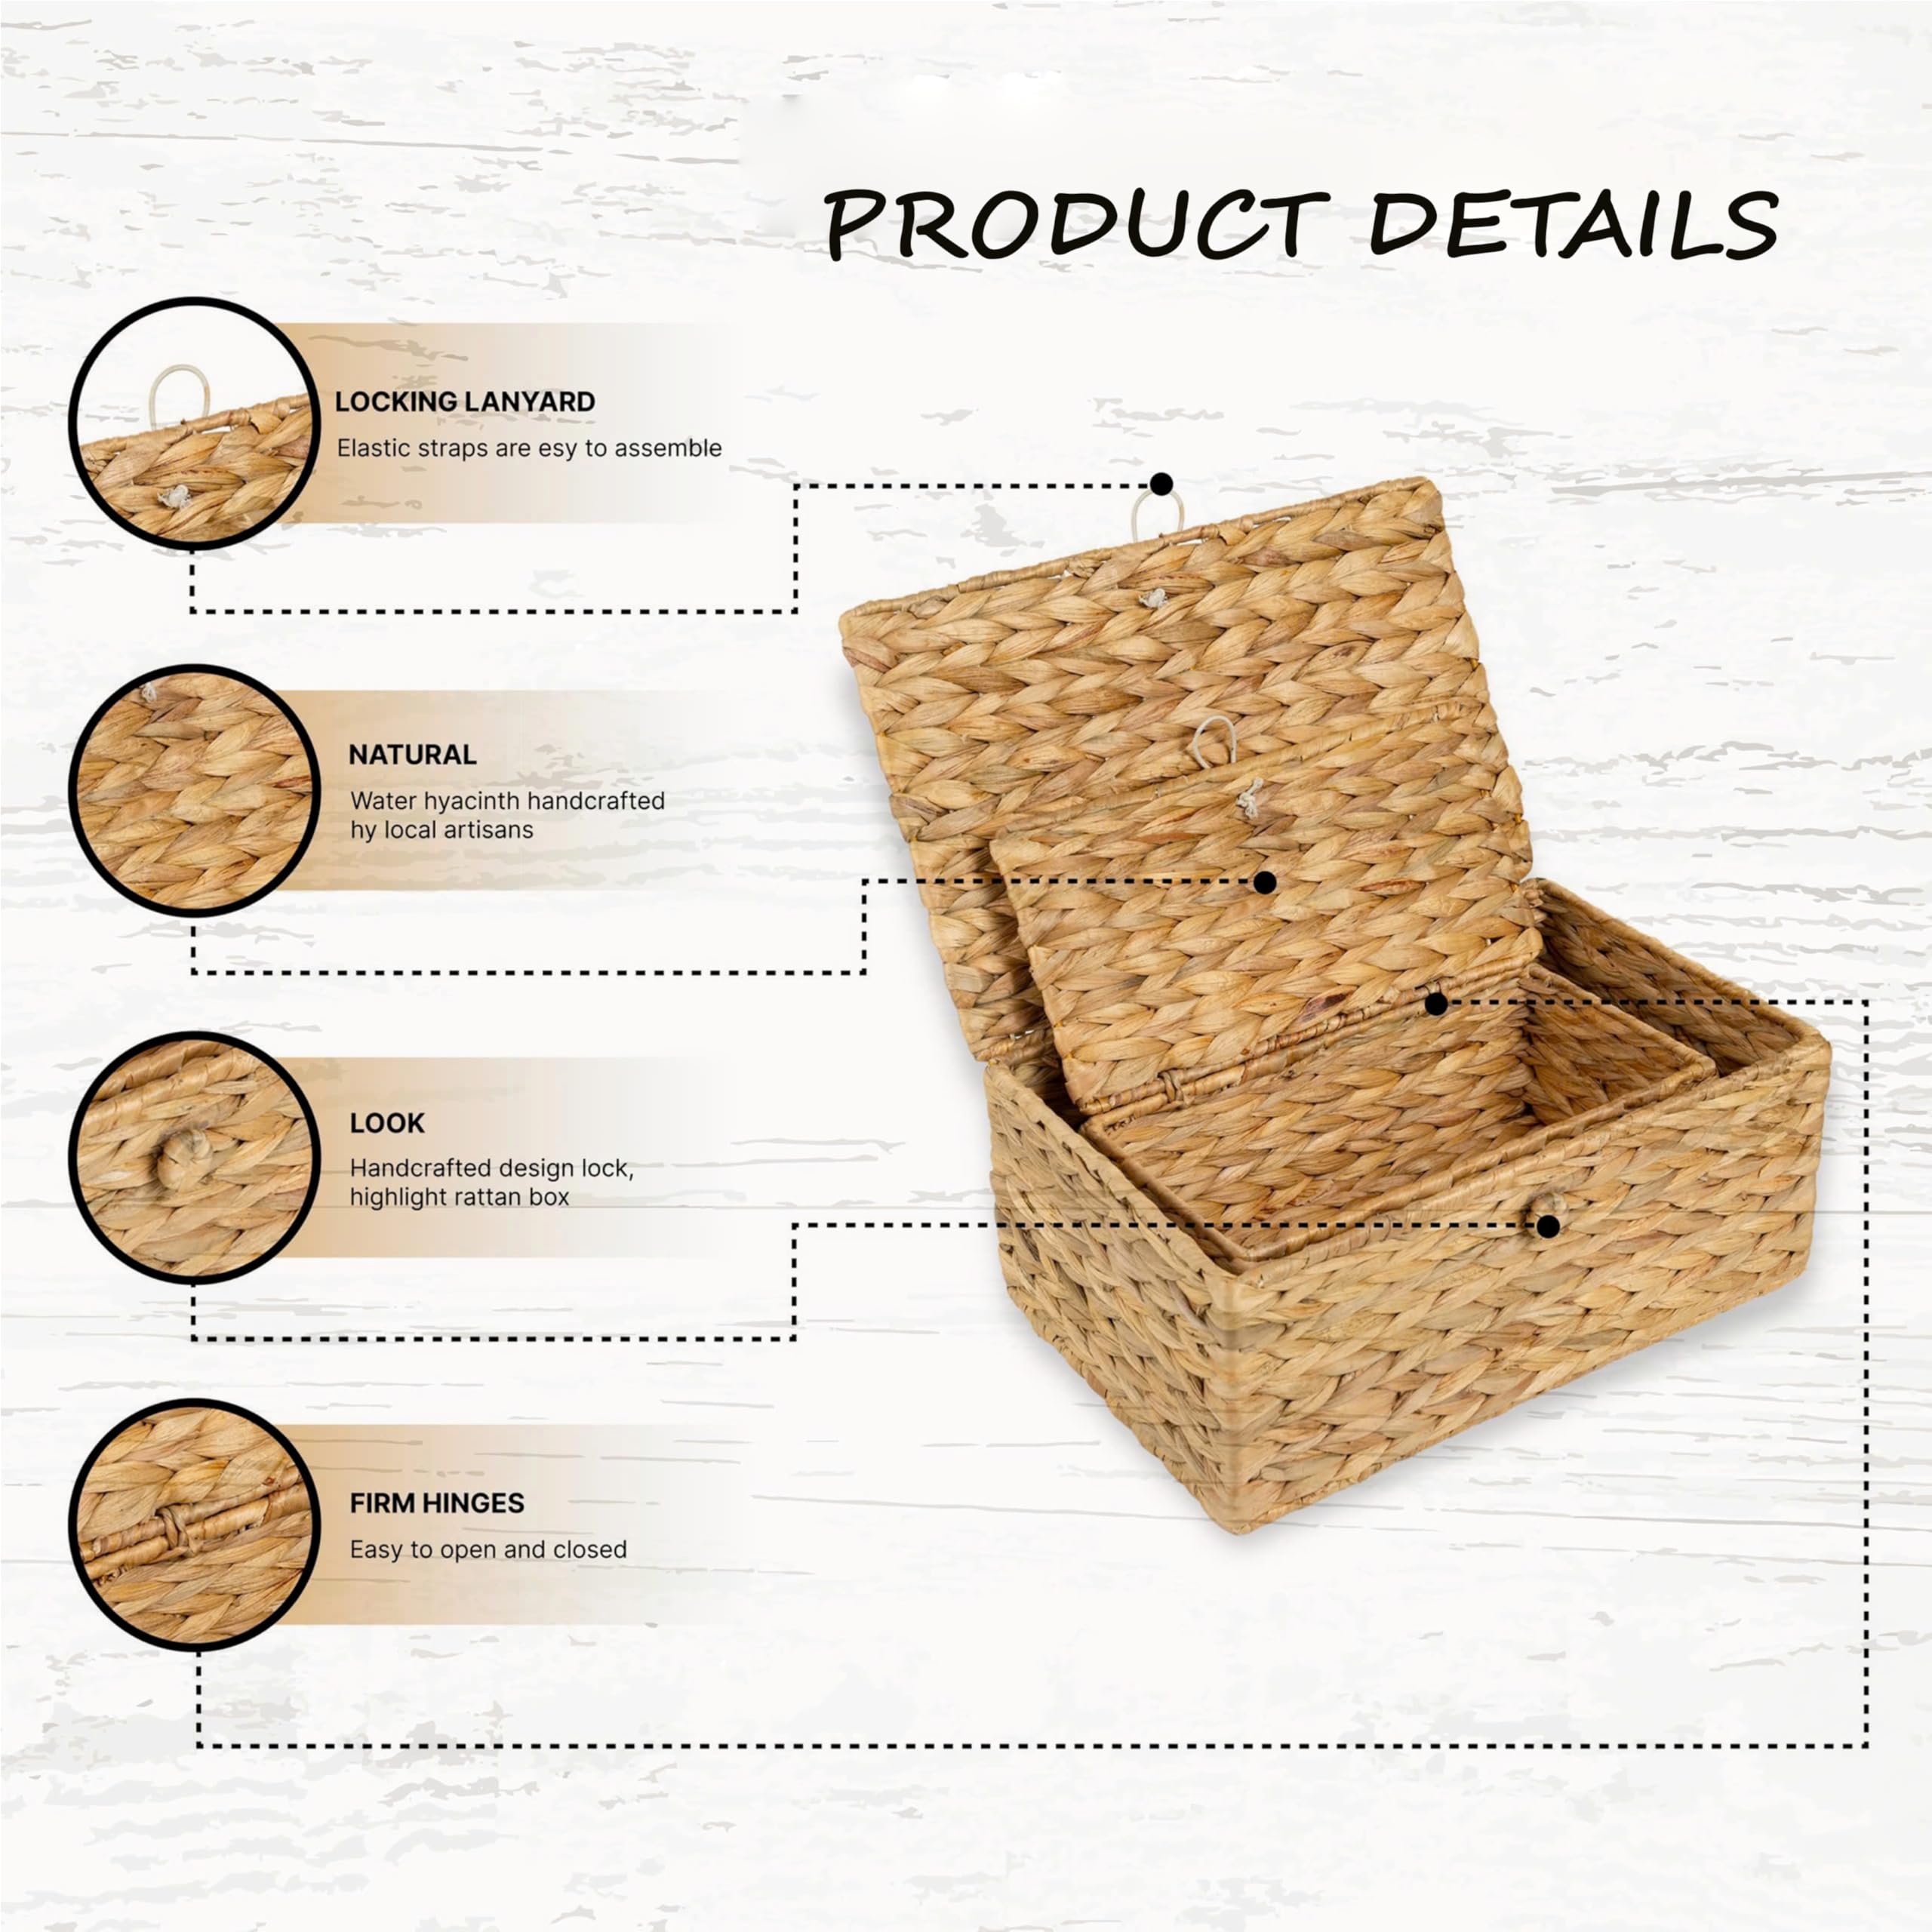 PRODUCT DETAILS
LOCKING LANYARD
Elastic straps are esy to assemble
NATURAL
Water hyacinth handcrafted
hy local artisans
LOOK
Handcrafted design lock,
highlight rattan box
FIRM HINGES
Easy to open and closed